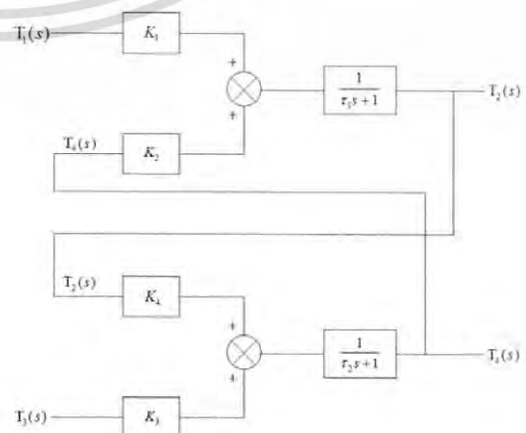 T₁(s)
K₁
+
+
1
τ₁s+1
T₂(s)
T₄(s)
K₂
T₂(s)
K₄
+
+
1
τ₂s+1
T₄(s)
T₃(s)
K₃